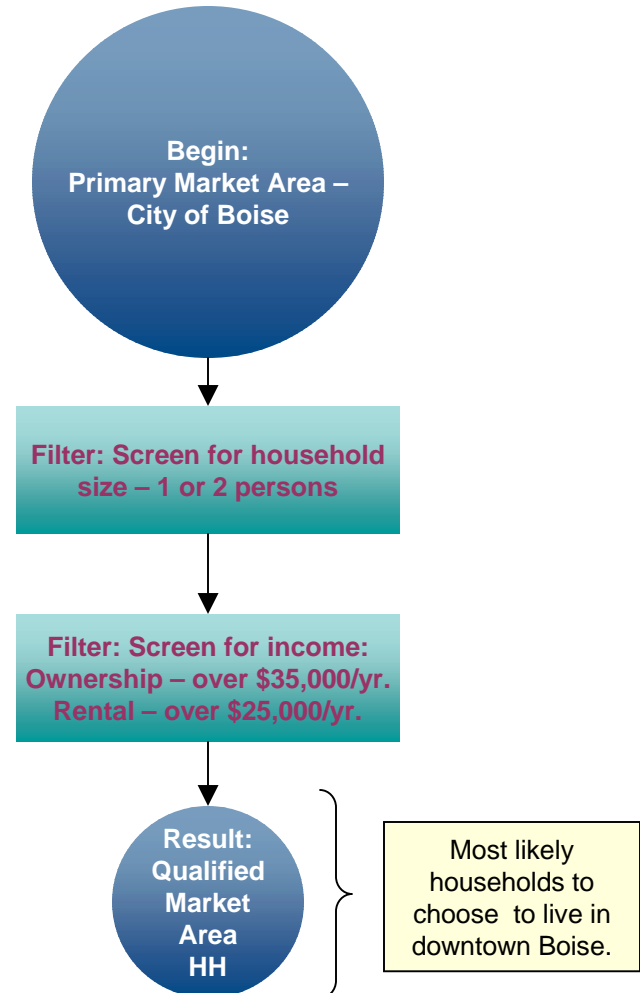 Begin:
Primary Market Area –
City of Boise
Filter: Screen for household
size – 1 or 2 persons
Filter: Screen for income:
Ownership – over $35,000/yr.
Rental – over $25,000/yr.
Result:
Qualified
Market
Area
HH
Most likely
households to
choose to live in
downtown Boise.